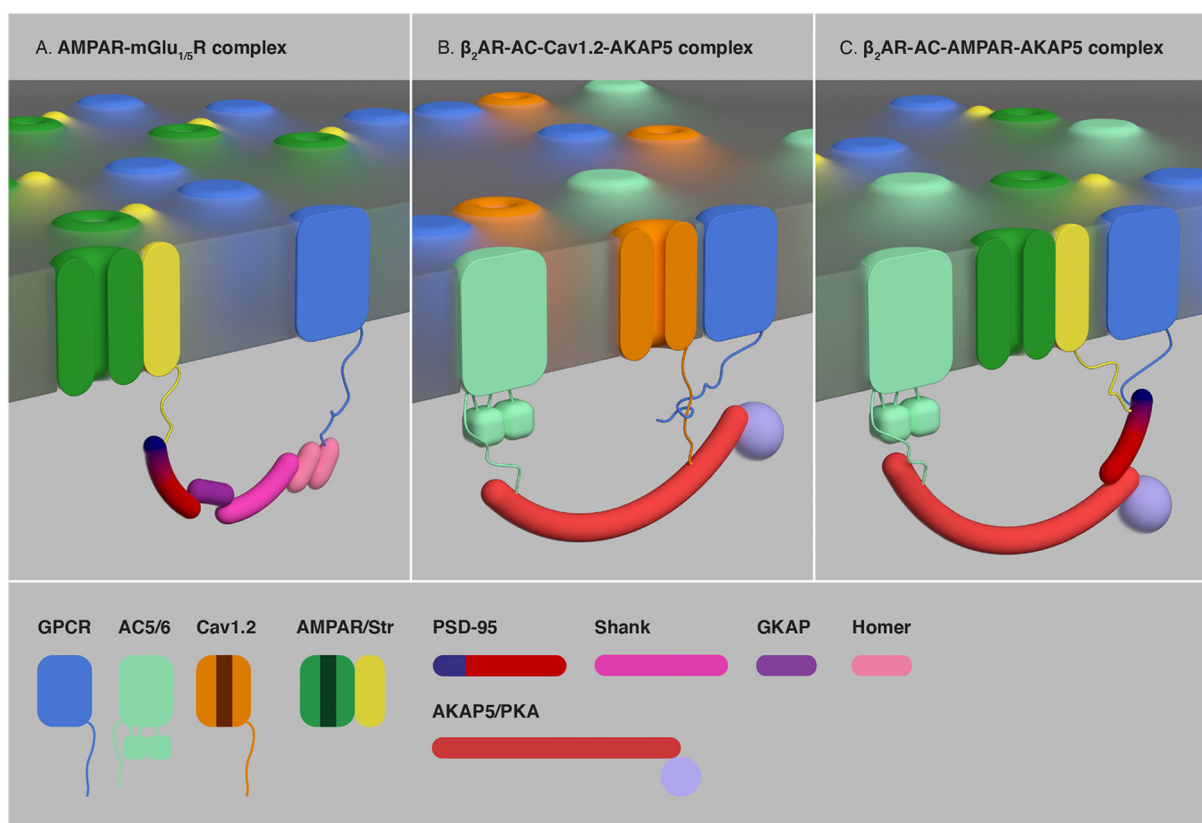 A. AMPAR-mGlu1/5R complex
B. β2AR-AC-Cav1.2-AKAP5 complex
C. β2AR-AC-AMPAR-AKAP5 complex
GPCR AC5/6 Cav1.2 AMPAR/Str PSD-95 Shank GKAP Homer
AKAP5/PKA